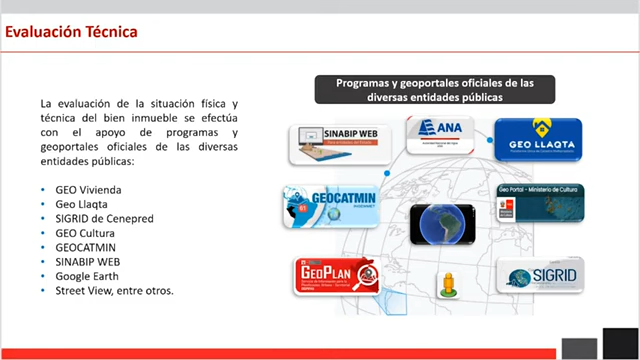 Evaluación Técnica
La evaluación de la situación física y
técnica del bien inmueble se efectúa
con el apoyo de programas y
geoportales oficiales de las diversas
entidades públicas:
• GEO Vivienda
• Geo Llaqta
• SIGRID de Cenepred
• GEO Cultura
• GEOCATMIN
• SINABIP WEB
• Google Earth
• Street View, entre otros.
Programas y geoportales oficiales de las
diversas entidades públicas
SINABIP WEB
ANA
GEO LLAQTA
GEOCATMIN
INGEMMET
Geo Portal - Ministerio de Cultura
GEOPLAN
SIGRID